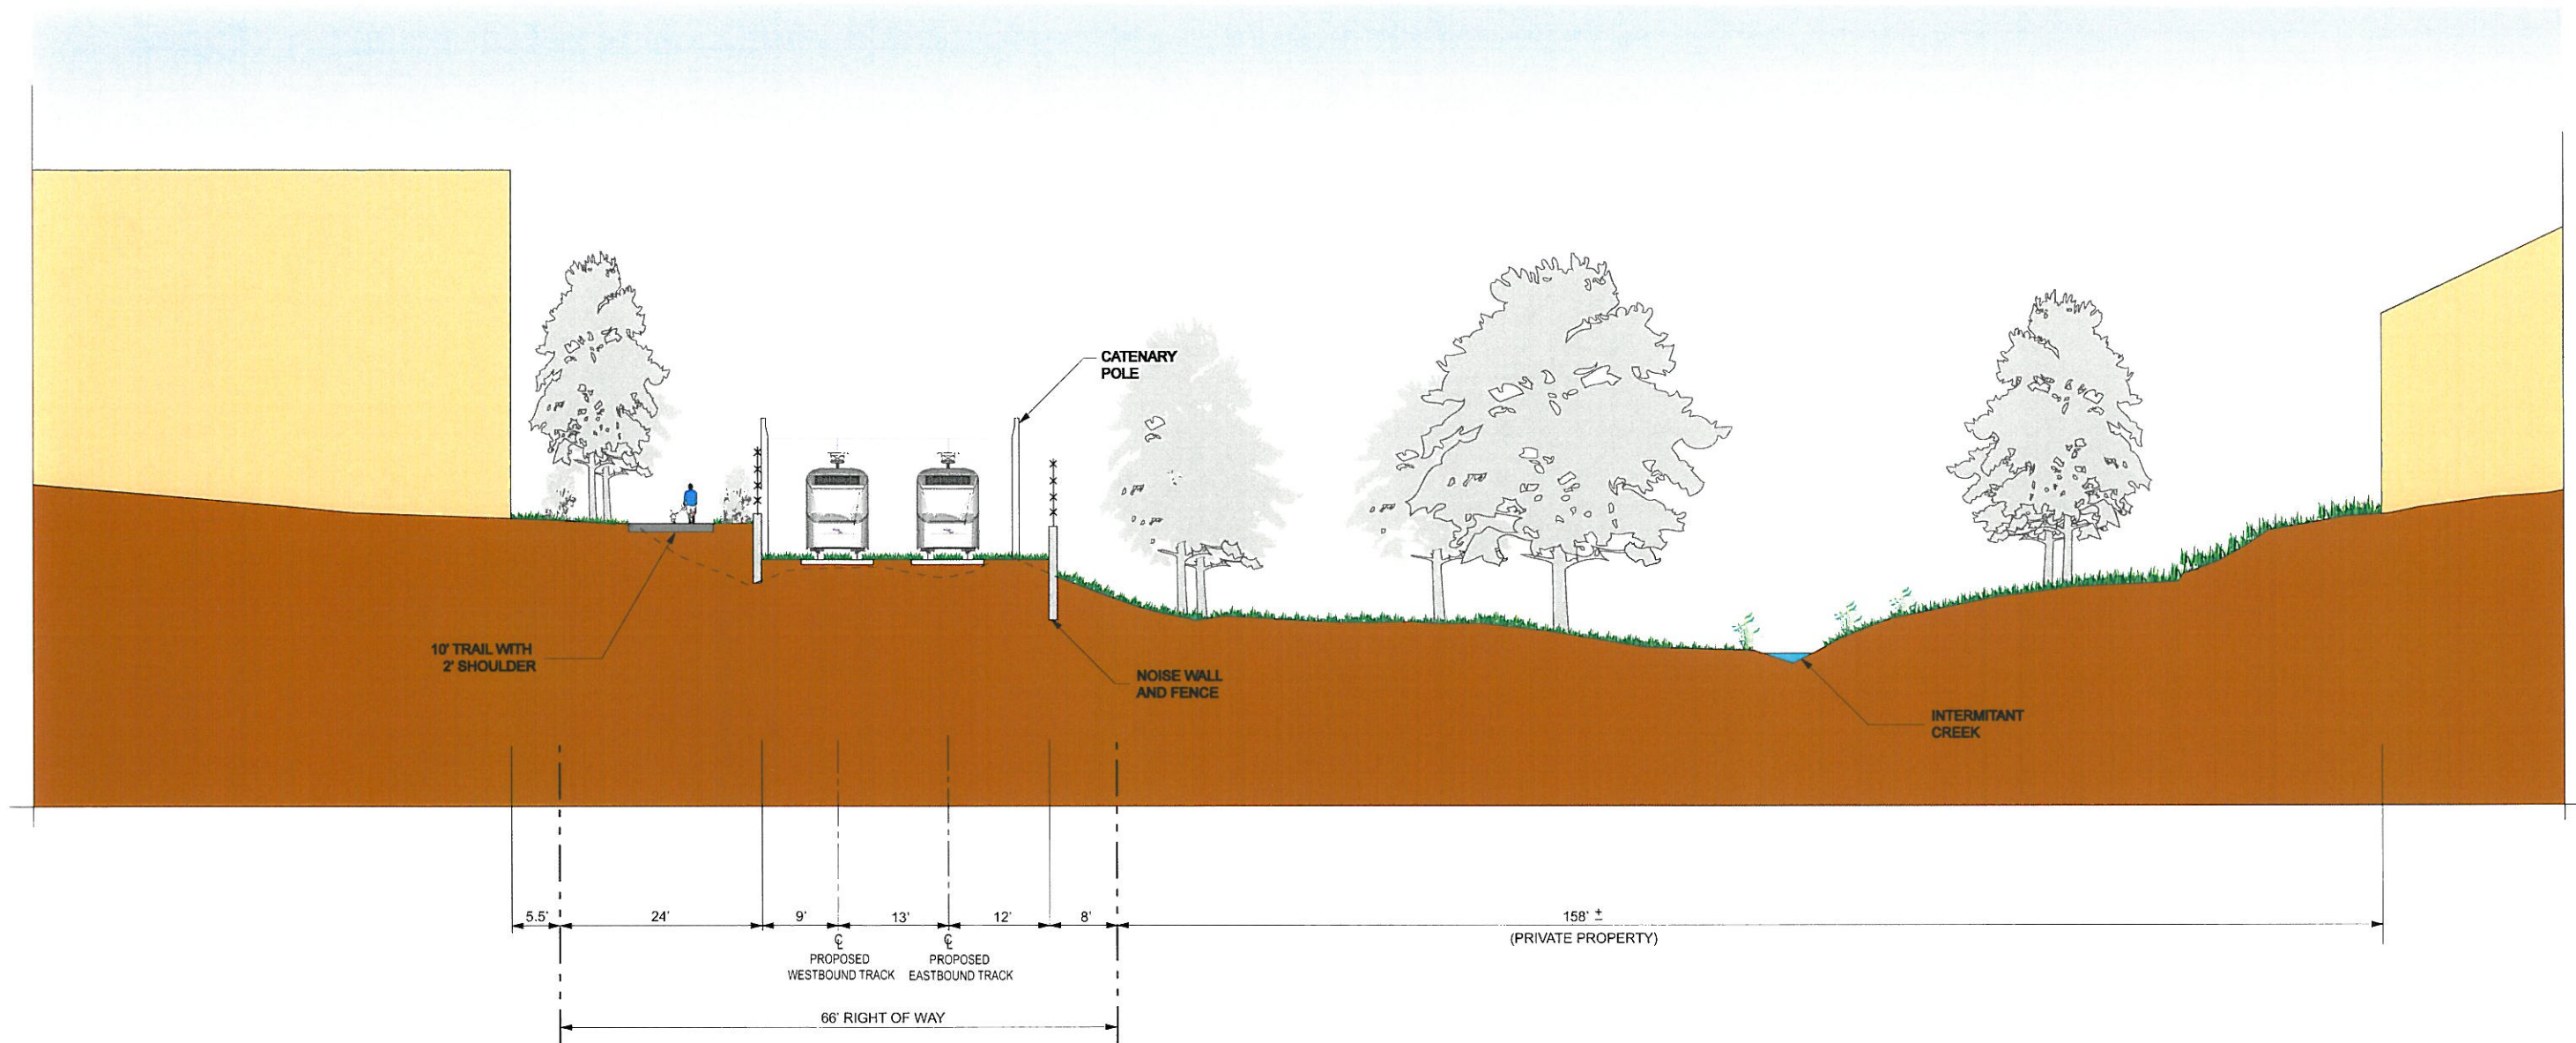 CATENARY
POLE
10' TRAIL WITH
2' SHOULDER
NOISE WALL
AND FENCE
INTERMITANT
CREEK
5.5' 24' 9' 13' 12' 8' 158' ±
(PRIVATE PROPERTY)
℄ ℄
PROPOSED PROPOSED
WESTBOUND TRACK EASTBOUND TRACK
66' RIGHT OF WAY